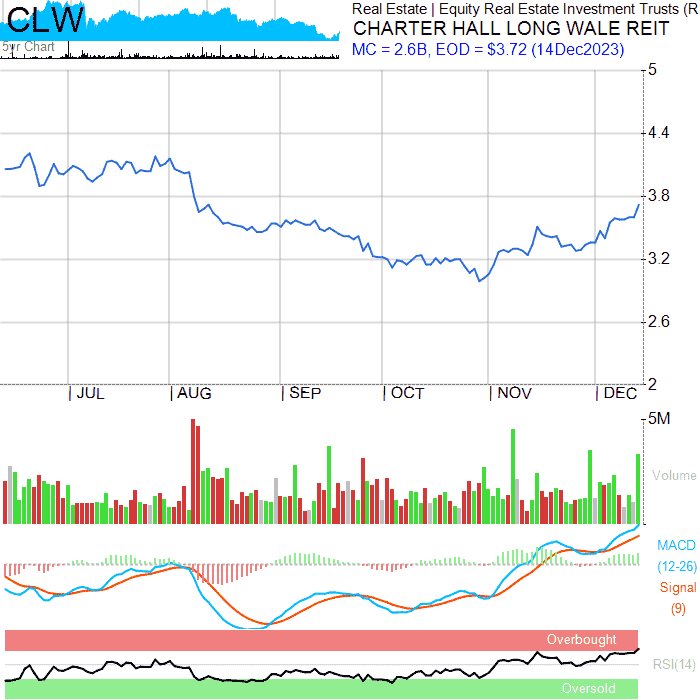 CLW
5yr Chart
Real Estate | Equity Real Estate Investment Trusts (R
CHARTER HALL LONG WALE REIT
MC = 2.6B, EOD = $3.72 (14Dec2023)
5
4.4
3.8
3.2
2.6
2
JUL
AUG
SEP
OCT
NOV
DEC
5M
Volume
MACD
(12-26)
Signal
(9)
Overbought
RSI(14)
Oversold